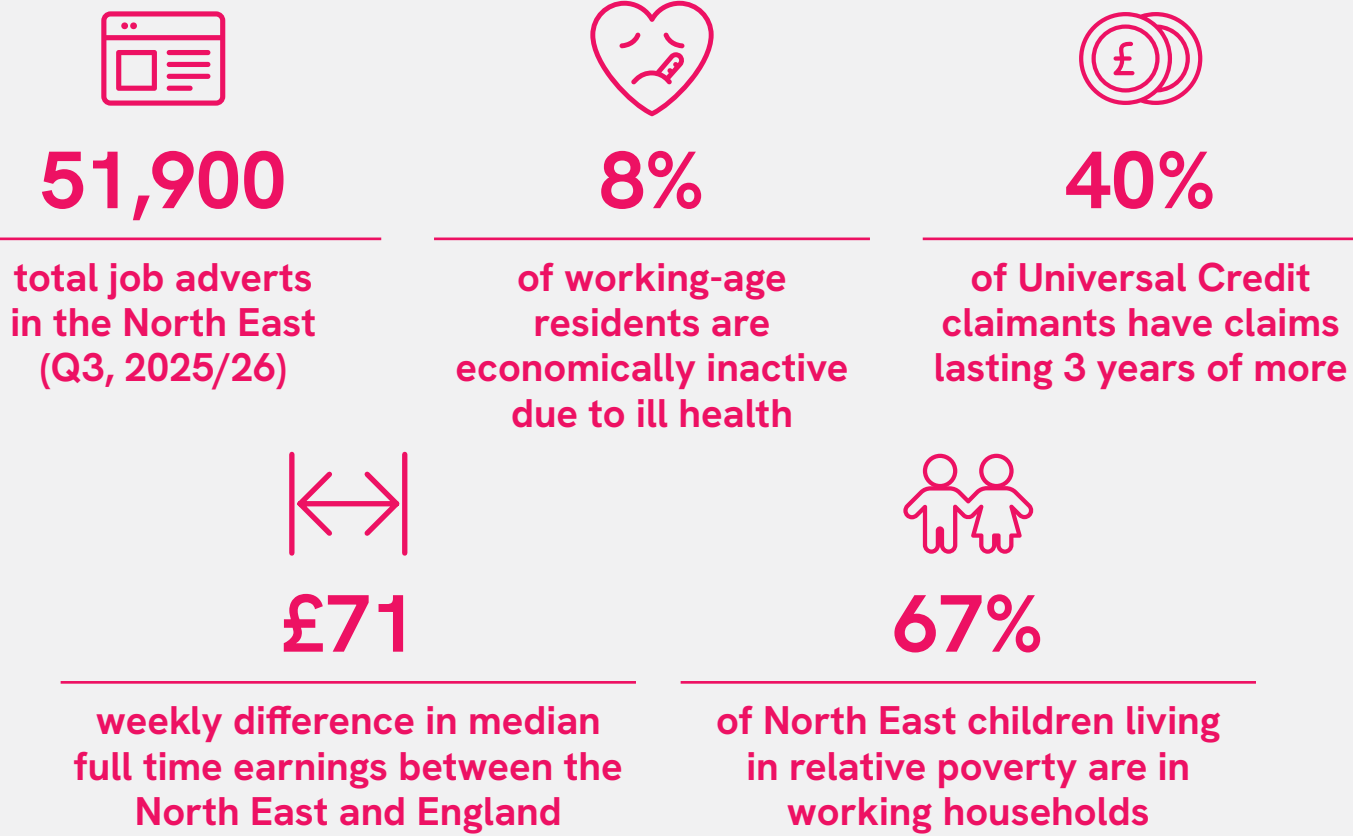 51,900
total job adverts
in the North East
(Q3, 2025/26)
£
8%
of working-age
residents are
economically inactive
due to ill health
40%
of Universal Credit
claimants have claims
lasting 3 years of more
£71
weekly difference in median
full time earnings between the
North East and England
67%
of North East children living
in relative poverty are in
working households